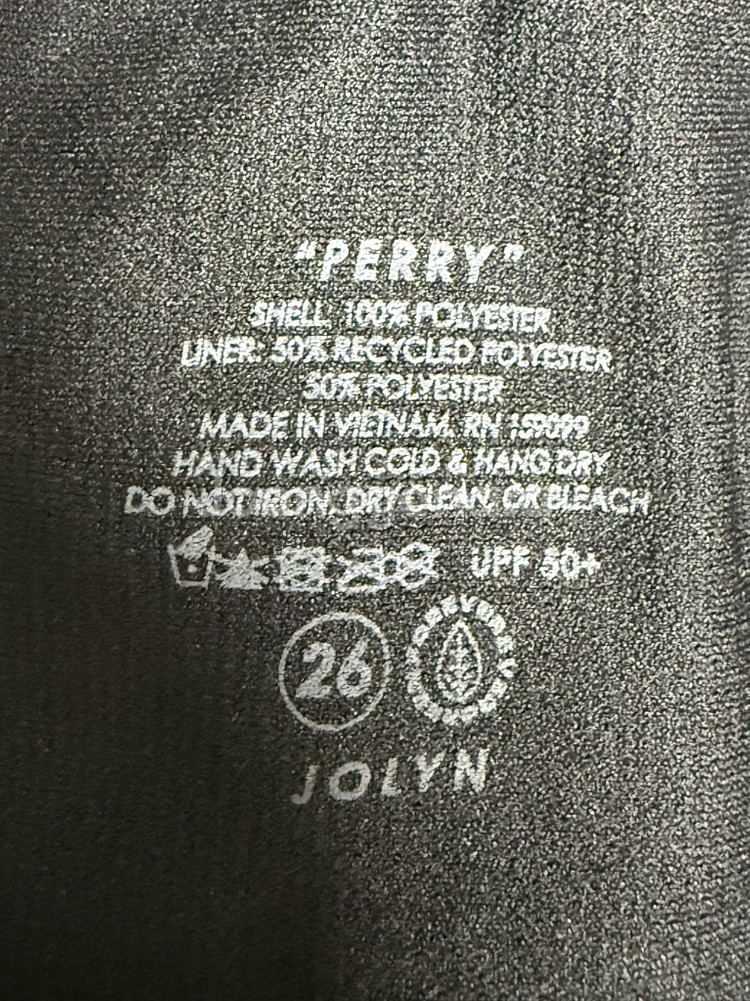 "PERRY"
SHELL: 100% POLYESTER
LINER: 50% RECYCLED POLYESTER
50% POLYESTER
MADE IN VIETNAM. RN 159099
HAND WASH COLD & HANG DRY
DO NOT IRON, DRY CLEAN, OR BLEACH
UPF 50+
26
JOLYN